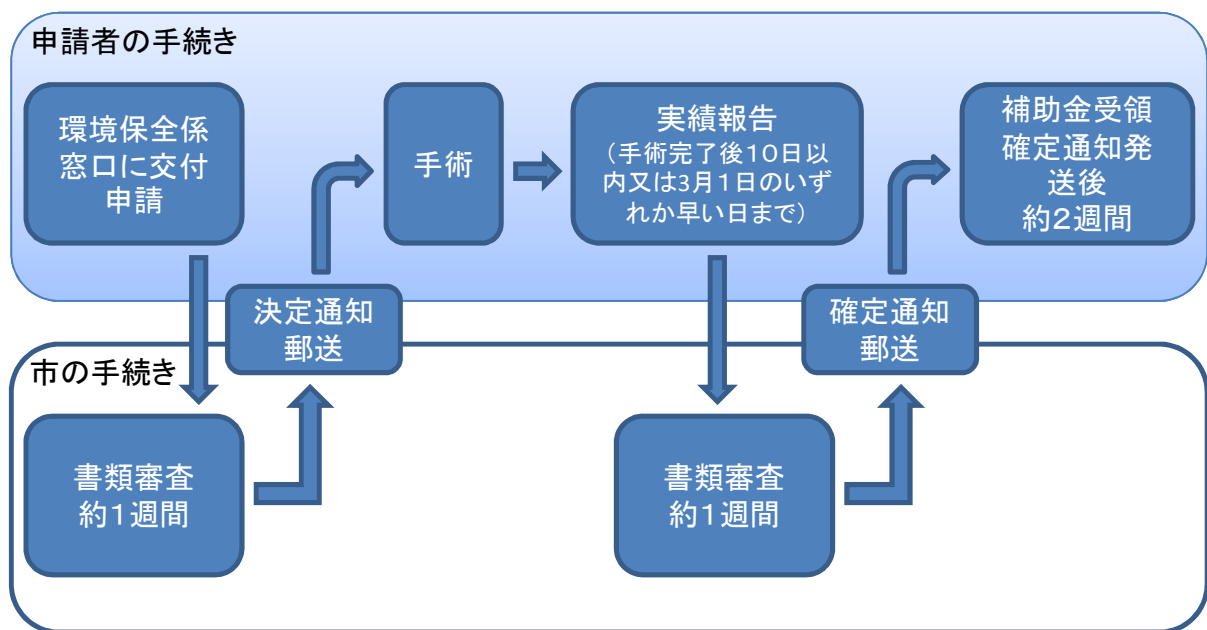 申請者の手続き
環境保全係
窓口に交付
申請
決定通知
郵送
手術
実績報告
（手術完了後１０日以
内又は3月１日のいず
れか早い日まで）
確定通知
郵送
補助金受領
確定通知発
送後
約２週間
市の手続き
書類審査
約１週間
書類審査
約１週間